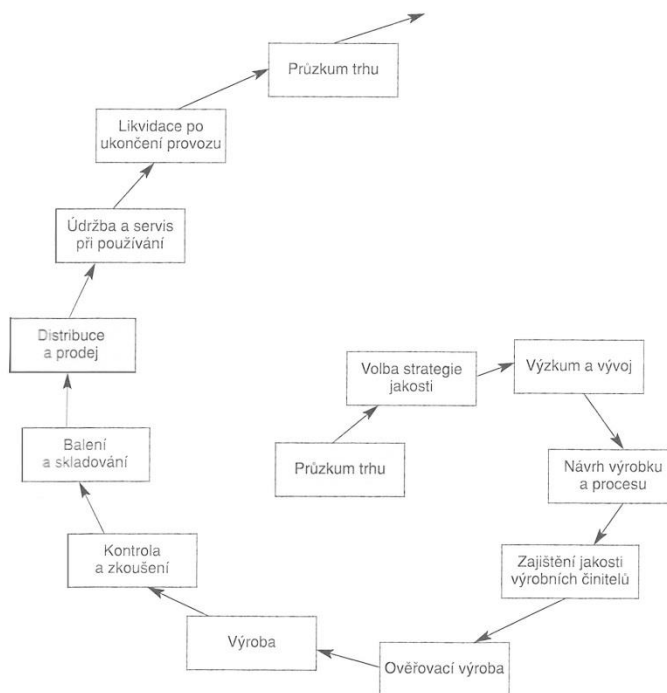 Průzkum trhu
Likvidace po
ukončení provozu
Údržba a servis
při používání
Distribuce
a prodej
Volba strategie
jakosti
Výzkum a vývoj
Balení
a skladování
Průzkum trhu
Návrh výrobku
a procesu
Kontrola
a zkoušení
Zajištění jakosti
výrobních činitelů
Výroba
Ověřovací výroba